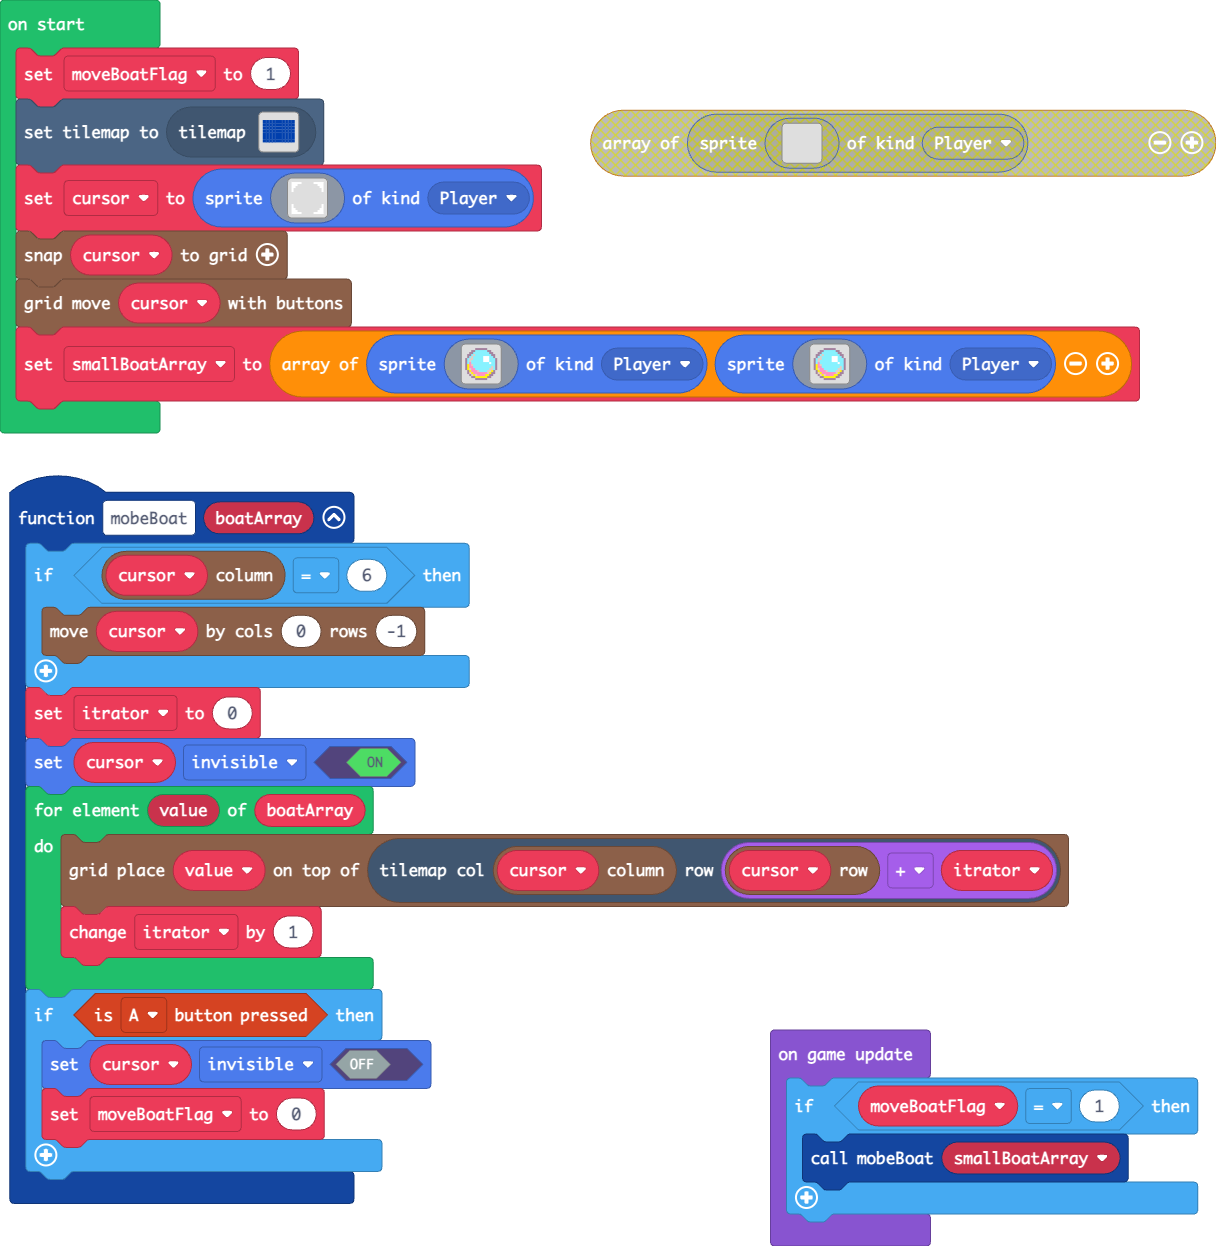 on start
set moveBoatFlag to 1
set tilemap to tilemap
array of sprite of kind Player
set cursor to sprite of kind Player
snap cursor to grid
grid move cursor with buttons
set smallBoatArray to array of sprite of kind Player sprite of kind Player
function mobeBoat boatArray
if cursor column = 6 then
move cursor by cols 0 rows -1
set itrator to 0
set cursor invisible ON
for element value of boatArray
do
grid place value on top of tilemap col cursor column row cursor row + itrator
change itrator by 1
if is A button pressed then
set cursor invisible OFF
set moveBoatFlag to 0
on game update
if moveBoatFlag = 1 then
call mobeBoat smallBoatArray